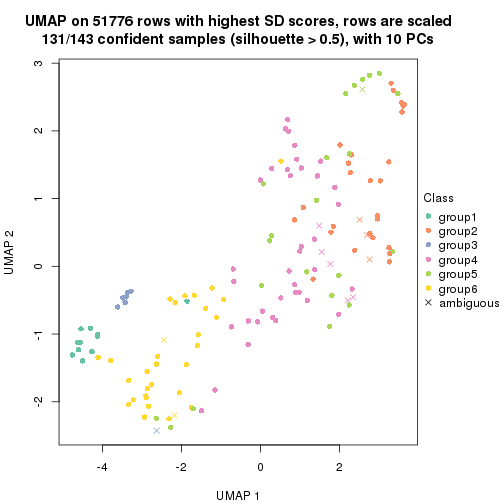 UMAP on 51776 rows with highest SD scores, rows are scaled
131/143 confident samples (silhouette > 0.5), with 10 PCs
3
2
1
0
-1
-2
UMAP 2
-4
-2
0
2
UMAP 1
Class
group1
group2
group3
group4
group5
group6
ambiguous